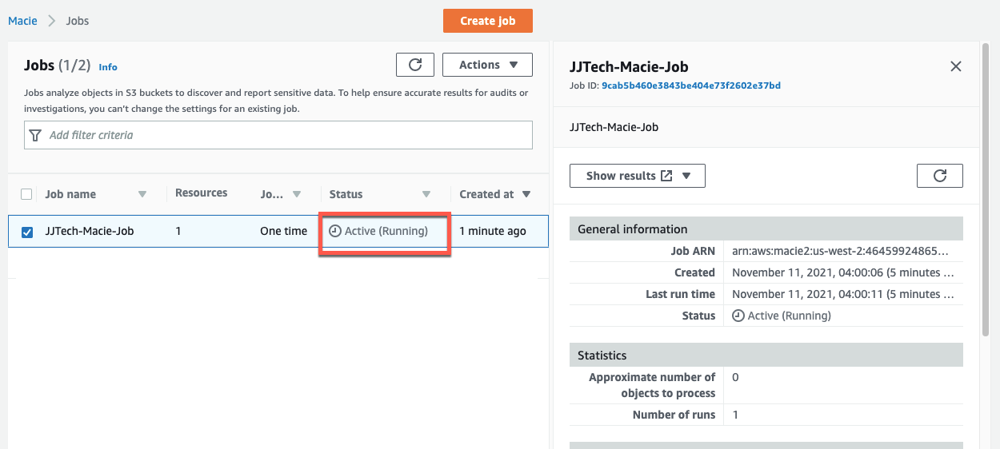 Macie > Jobs
Create job
Jobs (1/2) Info
Actions
Jobs analyze objects in S3 buckets to discover and report sensitive data. To help ensure accurate results for audits or
investigations, you can't change the settings for an existing job.
Add filter criteria
Job name Resources Jo... Status Created at
JJTech-Macie-Job 1 One time Active (Running) 1 minute ago
JJTech-Macie-Job
Job ID: 9cab5b460e3843be404e73f2602e37bd
JJTech-Macie-Job
Show results
General information
Job ARN arn:aws:macie2:us-west-2:46459924865...
Created November 11, 2021, 04:00:06 (5 minutes ...
Last run time November 11, 2021, 04:00:11 (5 minutes ...
Status Active (Running)
Statistics
Approximate number of 0
objects to process
Number of runs 1